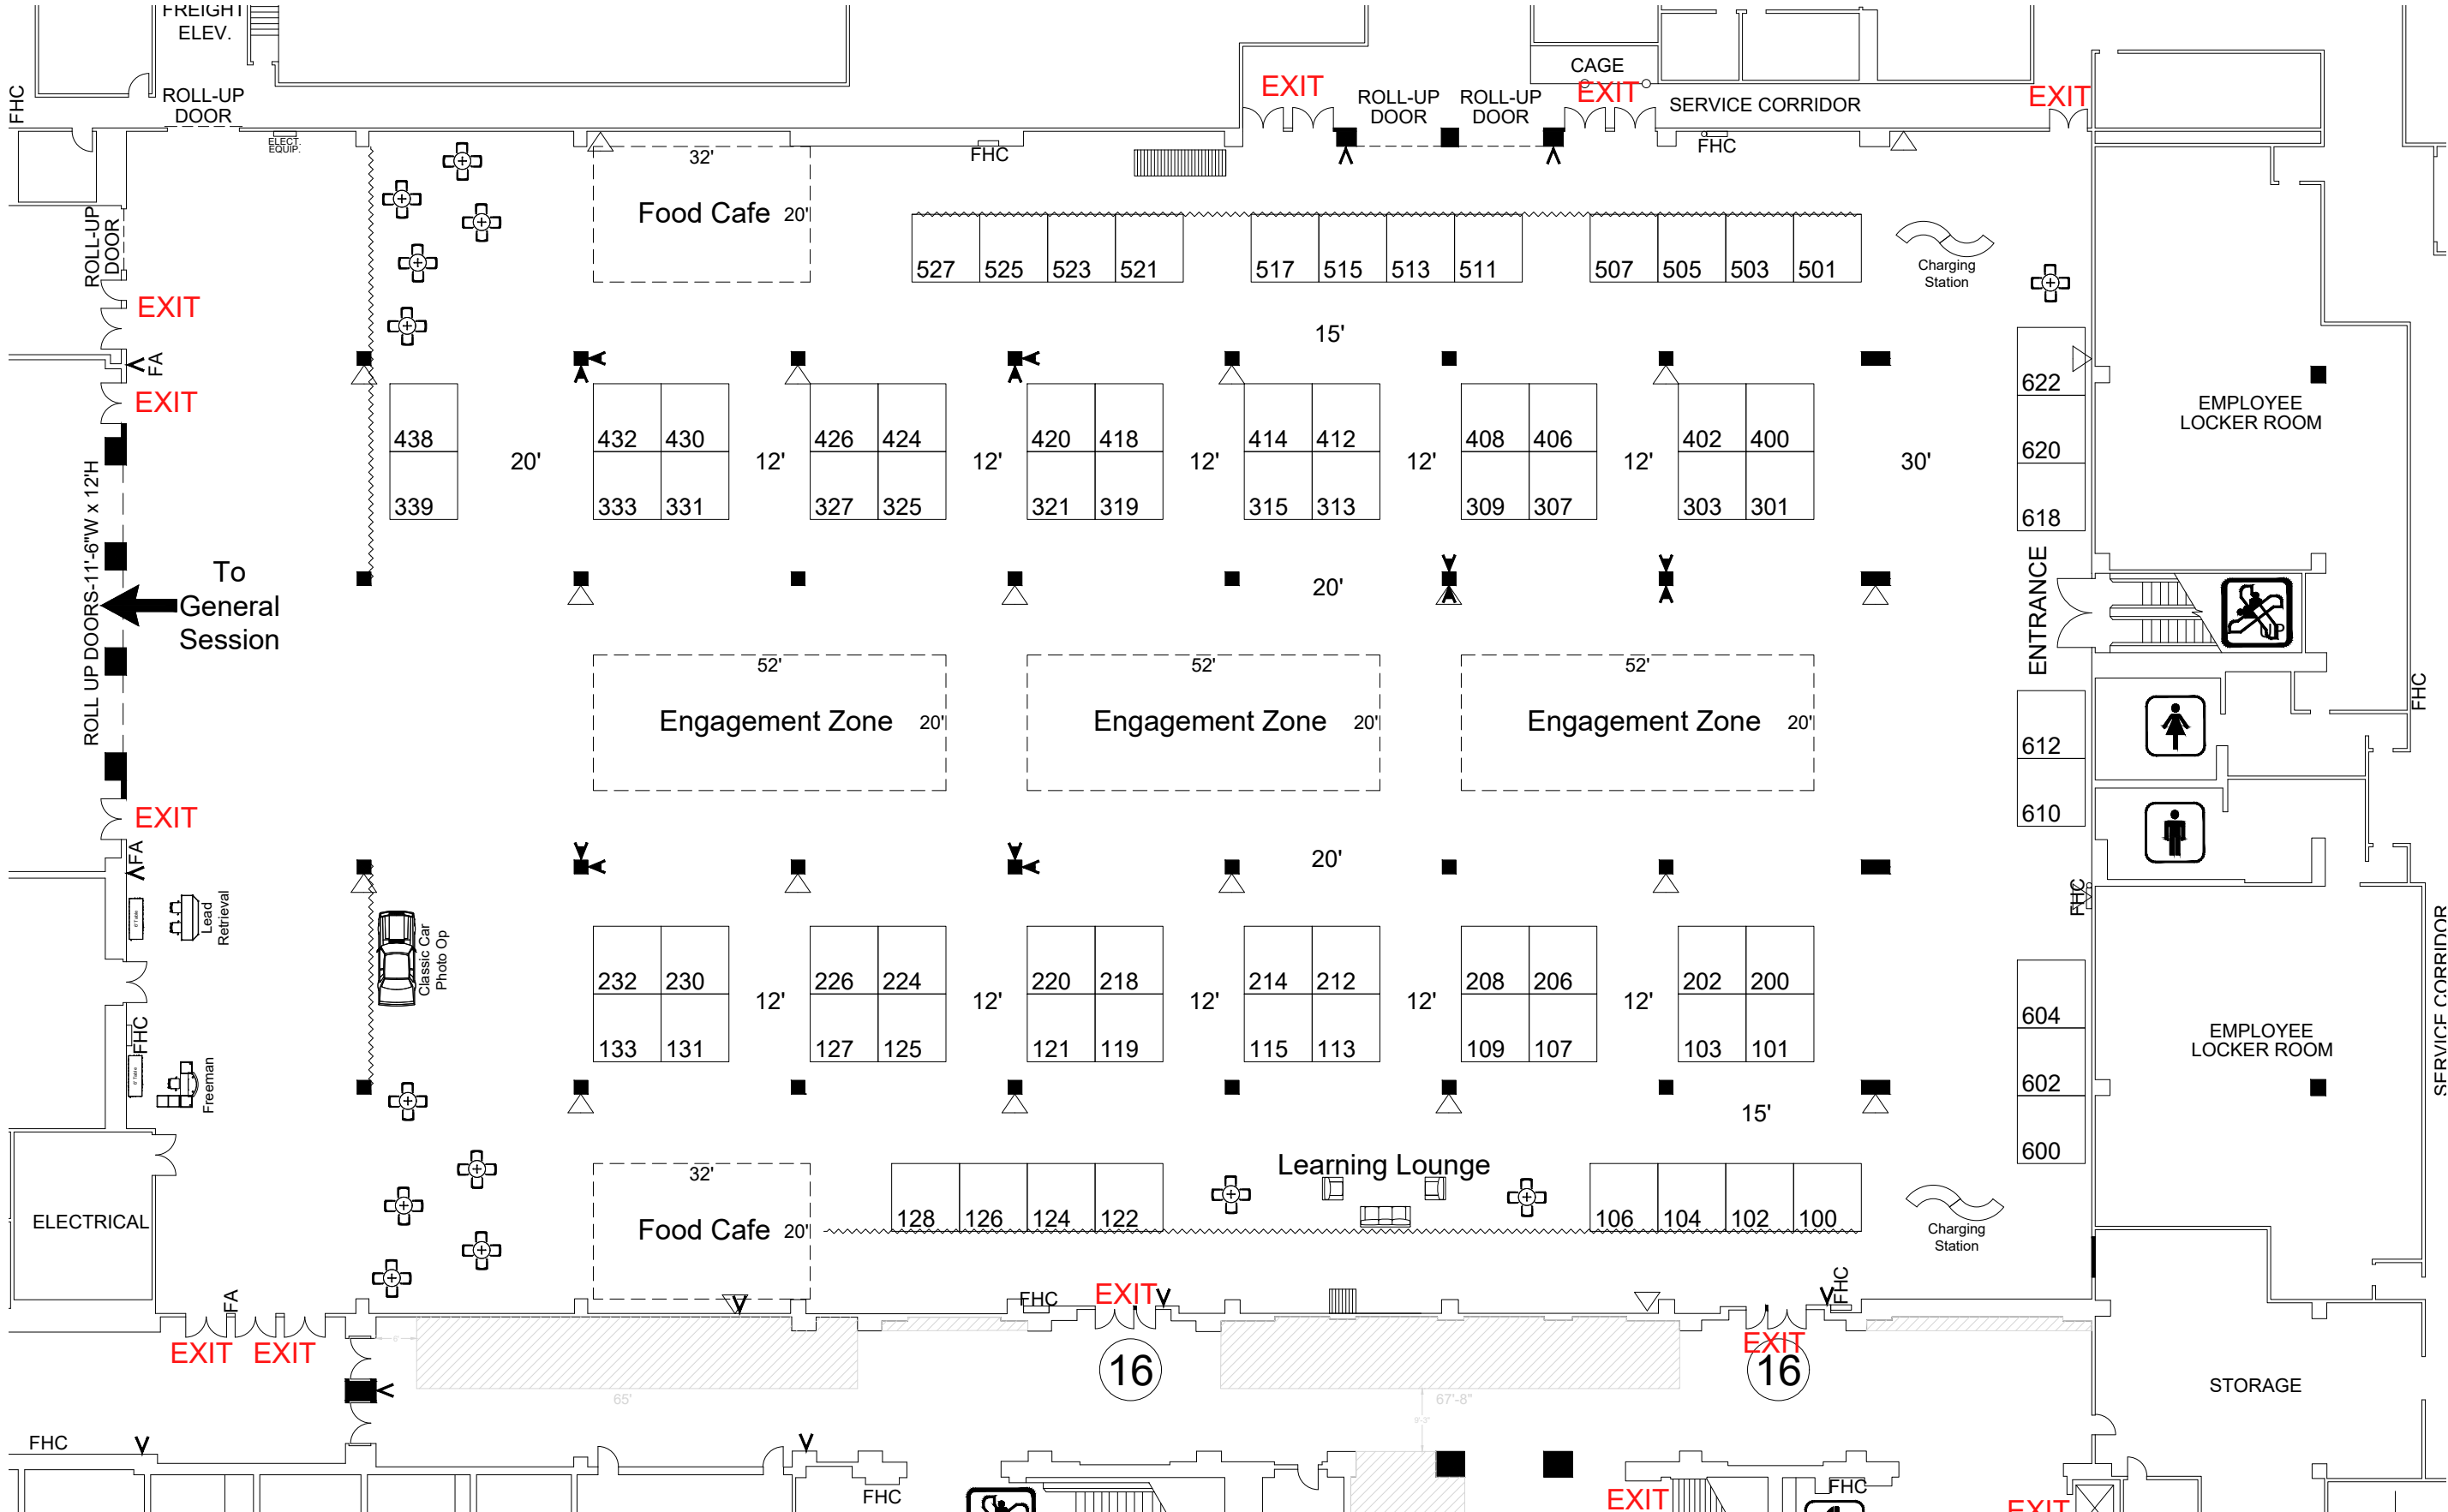 FREIGHT
ELEV.
CAGE
EXIT
EXIT
EXIT
FHC
ROLL-UP
DOOR
ROLL-UP
DOOR
ROLL-UP
DOOR
SERVICE CORRIDOR
ELECT.
EQUIP.
FHC
FHC
32'
Food Cafe
20'
ROLL-UP
DOOR
527
525
523
521
517
515
513
511
507
505
503
501
Charging
Station
EXIT
15'
FA
EXIT
622
438
432
430
426
424
420
418
414
412
408
406
402
400
EMPLOYEE
LOCKER ROOM
620
20'
12'
12'
12'
12'
12'
30'
339
333
331
327
325
321
319
315
313
309
307
303
301
618
ROLL UP DOORS-11'-6"W x 12'H
To
General
Session
20'
ENTRANCE
UP
52'
52'
52'
Engagement Zone
20'
Engagement Zone
20'
Engagement Zone
20'
FHC
612
610
EXIT
FA
20'
FHC
6' Table
Lead
Retrieval
Classic Car
Photo Op
232
230
226
224
220
218
214
212
208
206
202
200
SERVICE CORRIDOR
12'
12'
12'
12'
12'
604
133
131
127
125
121
119
115
113
109
107
103
101
EMPLOYEE
LOCKER ROOM
FHC
6' Table
Freeman
602
15'
600
32'
Learning Lounge
Food Cafe
20'
128
126
124
122
106
104
102
100
ELECTRICAL
Charging
Station
FA
FHC
EXIT
FHC
EXIT
EXIT
EXIT
16
16
65'
67'-8"
STORAGE
FHC
FHC
FHC
EXIT
EXIT